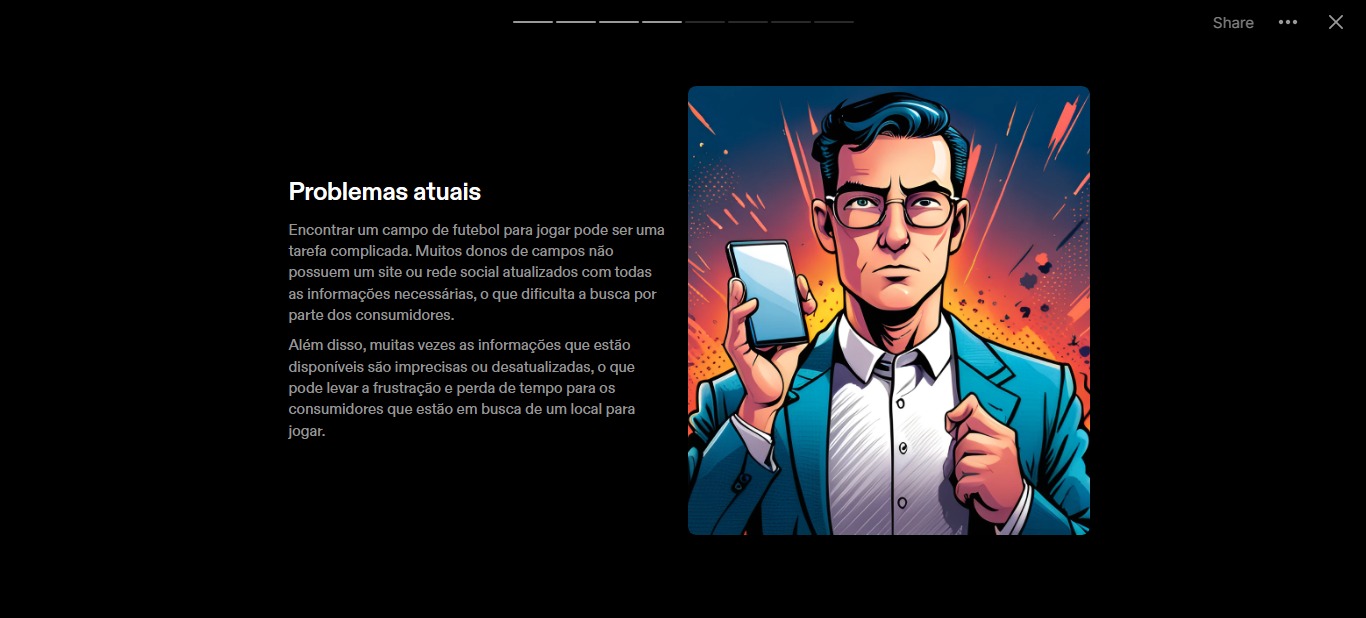 Share
Problemas atuais
Encontrar um campo de futebol para jogar pode ser uma
tarefa complicada. Muitos donos de campos não
possuem um site ou rede social atualizados com todas
as informações necessárias, o que dificulta a busca por
parte dos consumidores.
Além disso, muitas vezes as informações que estão
disponíveis são imprecisas ou desatualizadas, o que
pode levar a frustração e perda de tempo para os
consumidores que estão em busca de um local para
jogar.